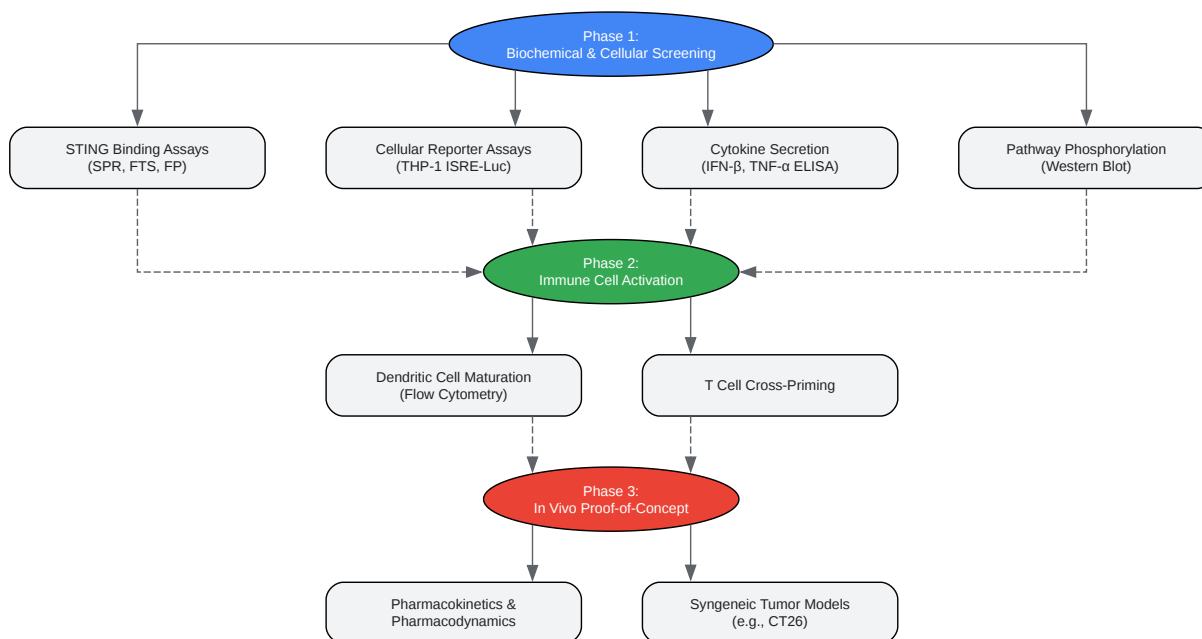 Phase 1:
Biochemical & Cellular Screening
STING Binding Assays
(SPR, FTS, FP)
Cellular Reporter Assays
(THP-1 ISRE-Luc)
Cytokine Secretion
(IFN-β, TNF-α ELISA)
Pathway Phosphorylation
(Western Blot)
Phase 2:
Immune Cell Activation
Dendritic Cell Maturation
(Flow Cytometry)
T Cell Cross-Priming
Phase 3:
In Vivo Proof-of-Concept
Pharmacokinetics &
Pharmacodynamics
Syngeneic Tumor Models
(e.g., CT26)